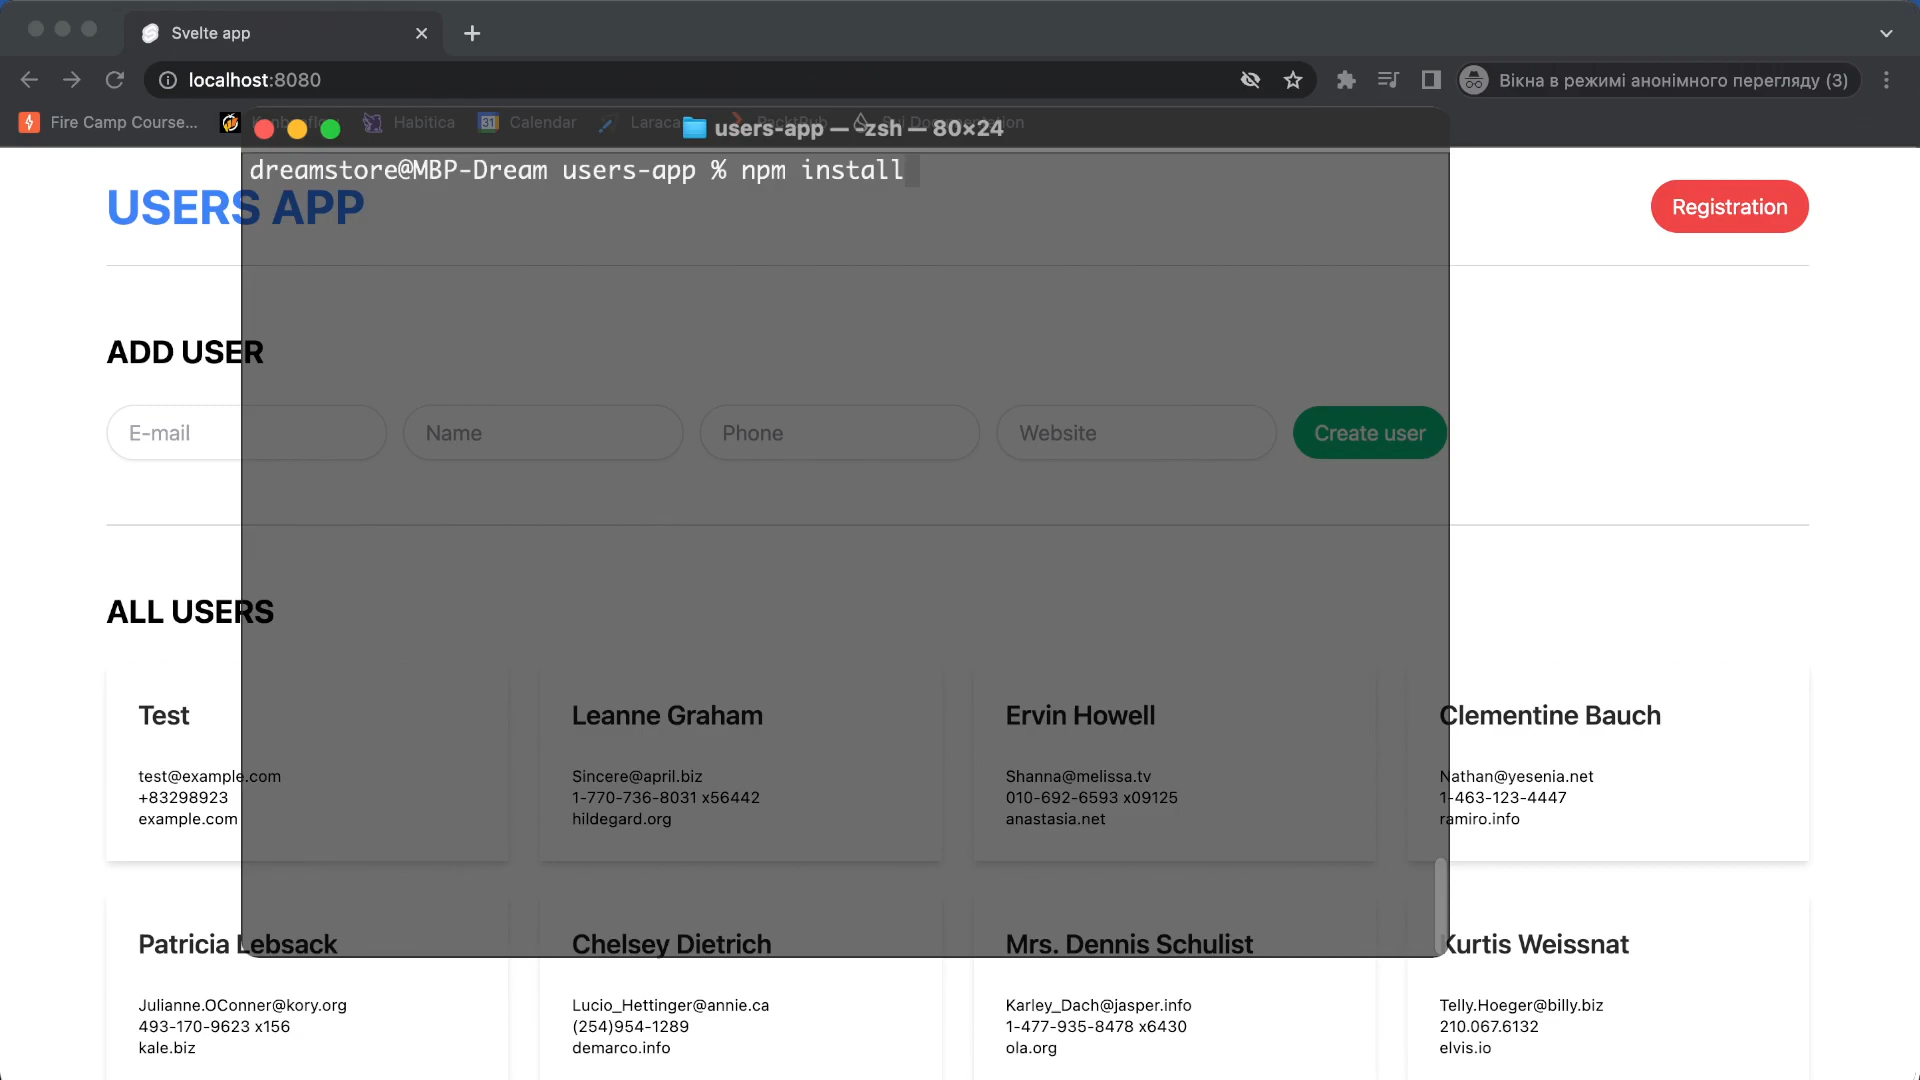 Svelte app
localhost:8080
Вікна в режимі анонімного перегляду (3)
Fire Camp Course...
Habitica
31
Calendar
users-app — -zsh — 80×24
dreamstore@MBP-Dream users-app % npm install
USERS APP
Registration
ADD USER
E-mail
Name
Phone
Website
Create user
ALL USERS
Test
test@example.com
+83298923
example.com
Leanne Graham
Sincere@april.biz
1-770-736-8031 x56442
hildegard.org
Ervin Howell
Shanna@melissa.tv
010-692-6593 x09125
anastasia.net
Clementine Bauch
Nathan@yesenia.net
1-463-123-4447
ramiro.info
Patricia Lebsack
Julianne.OConner@kory.org
493-170-9623 x156
kale.biz
Chelsey Dietrich
Lucio_Hettinger@annie.ca
(254)954-1289
demarco.info
Mrs. Dennis Schulist
Karley_Dach@jasper.info
1-477-935-8478 x6430
ola.org
Kurtis Weissnat
Telly.Hoeger@billy.biz
210.067.6132
elvis.io